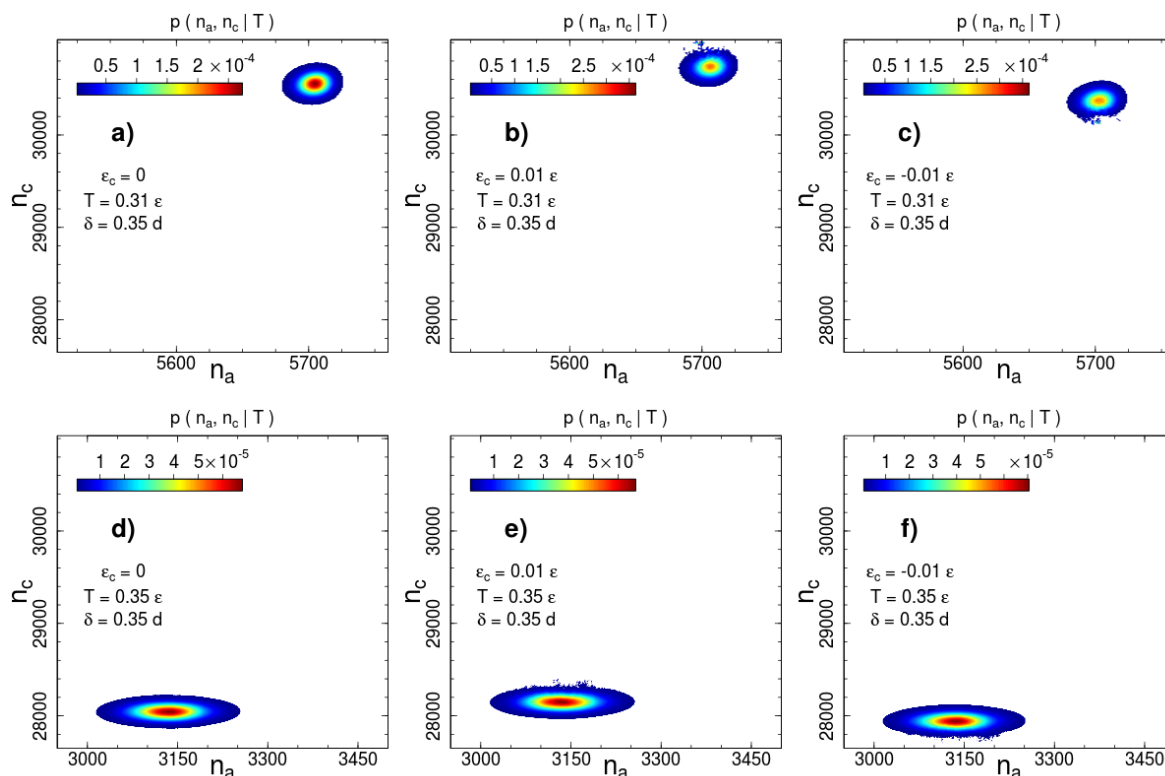 p ( n_a, n_c | T )
0.5 1 1.5 2 ×10^-4
a)
ε_c = 0
T = 0.31 ε
δ = 0.35 d
n_c
30000
29000
28000
5600 5700
n_a
p ( n_a, n_c | T )
0.5 1.5 2.5 ×10^-4
b)
ε_c = 0.01 ε
T = 0.31 ε
δ = 0.35 d
n_c
30000
29000
28000
5600 5700
n_a
p ( n_a, n_c | T )
0.5 1.5 2.5 ×10^-4
c)
ε_c = -0.01 ε
T = 0.31 ε
δ = 0.35 d
n_c
30000
29000
28000
5600 5700
n_a
p ( n_a, n_c | T )
1 2 3 4 5×10^-5
d)
ε_c = 0
T = 0.35 ε
δ = 0.35 d
n_c
30000
29000
28000
3000 3150 3300 3450
n_a
p ( n_a, n_c | T )
1 2 3 4 5×10^-5
e)
ε_c = 0.01 ε
T = 0.35 ε
δ = 0.35 d
n_c
30000
29000
28000
3000 3150 3300 3450
n_a
p ( n_a, n_c | T )
1 2 3 4 5 ×10^-5
f)
ε_c = -0.01 ε
T = 0.35 ε
δ = 0.35 d
n_c
30000
29000
28000
3000 3150 3300 3450
n_a